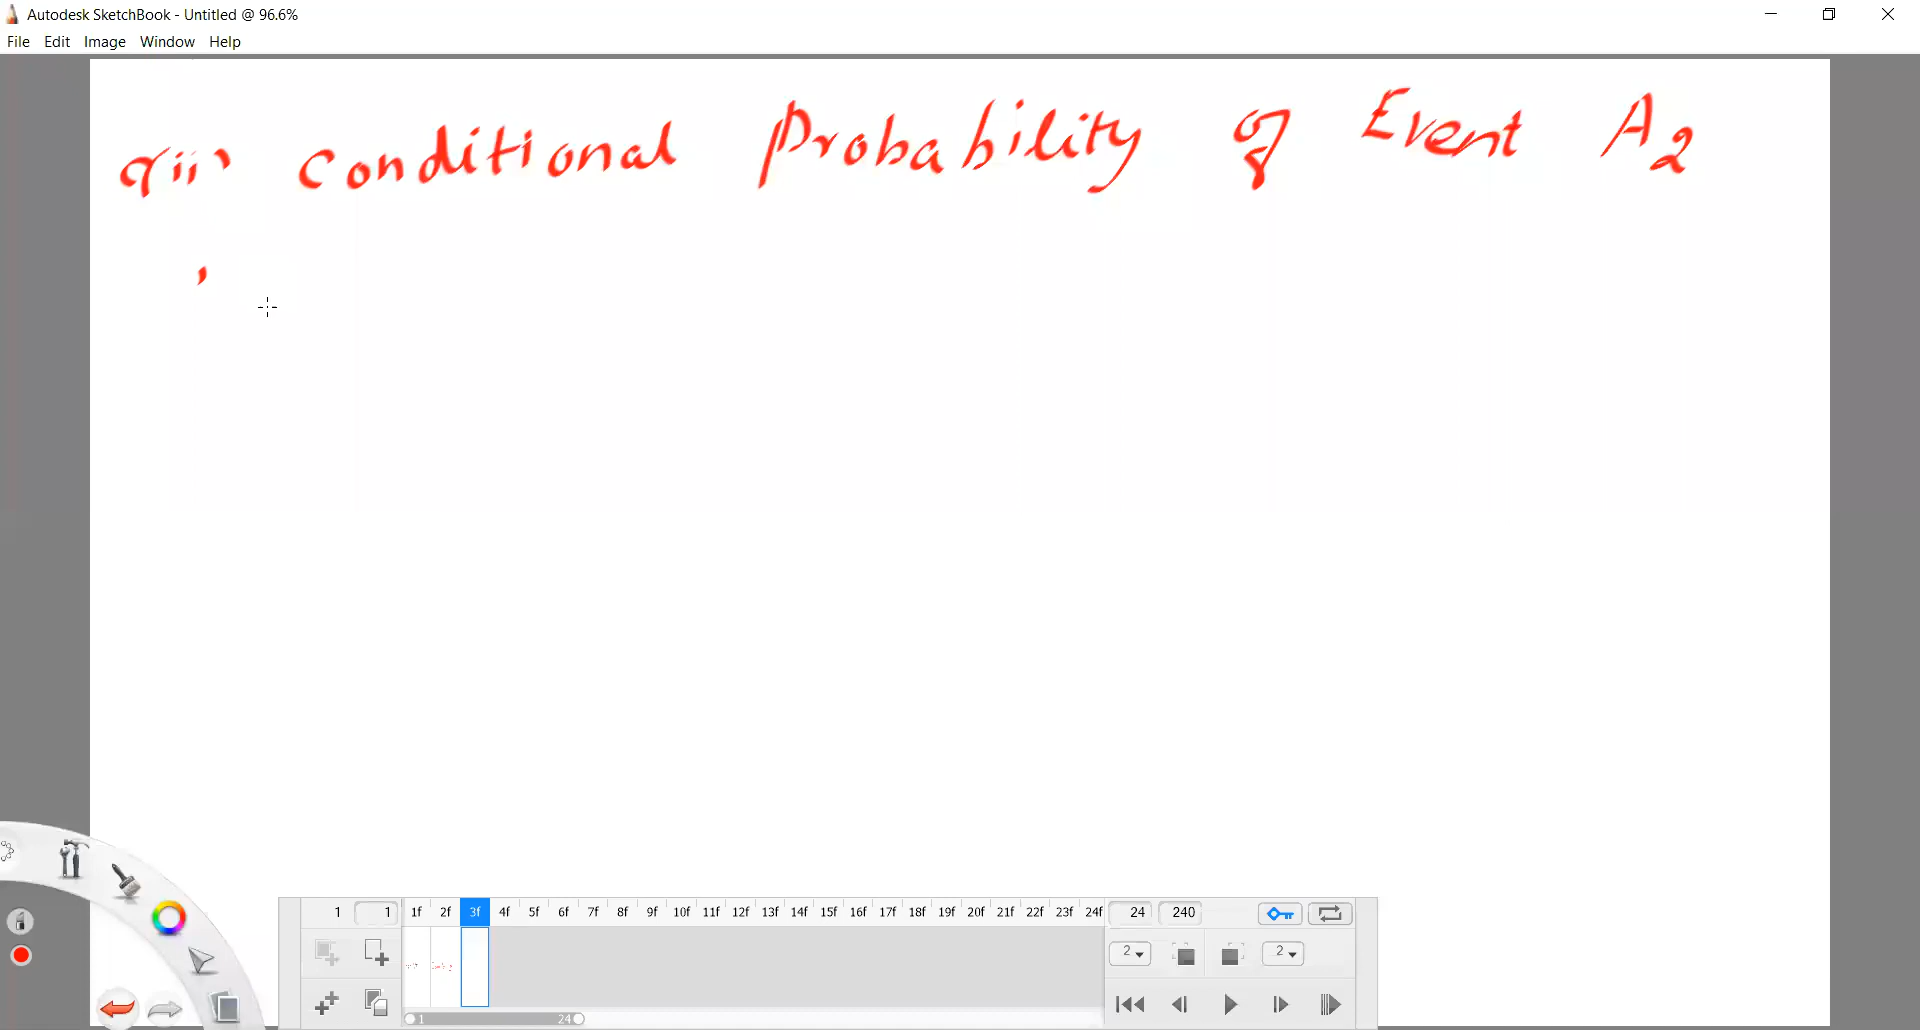 Autodesk SketchBook - Untitled @ 96.6%
File Edit Image Window Help
(ii) Conditional Probability of Event A2
1 1 1f 2f 3f 4f 5f 6f 7f 8f 9f 10f 11f 12f 13f 14f 15f 16f 17f 18f 19f 20f 21f 22f 23f 24f 24 240
2 2
1 24